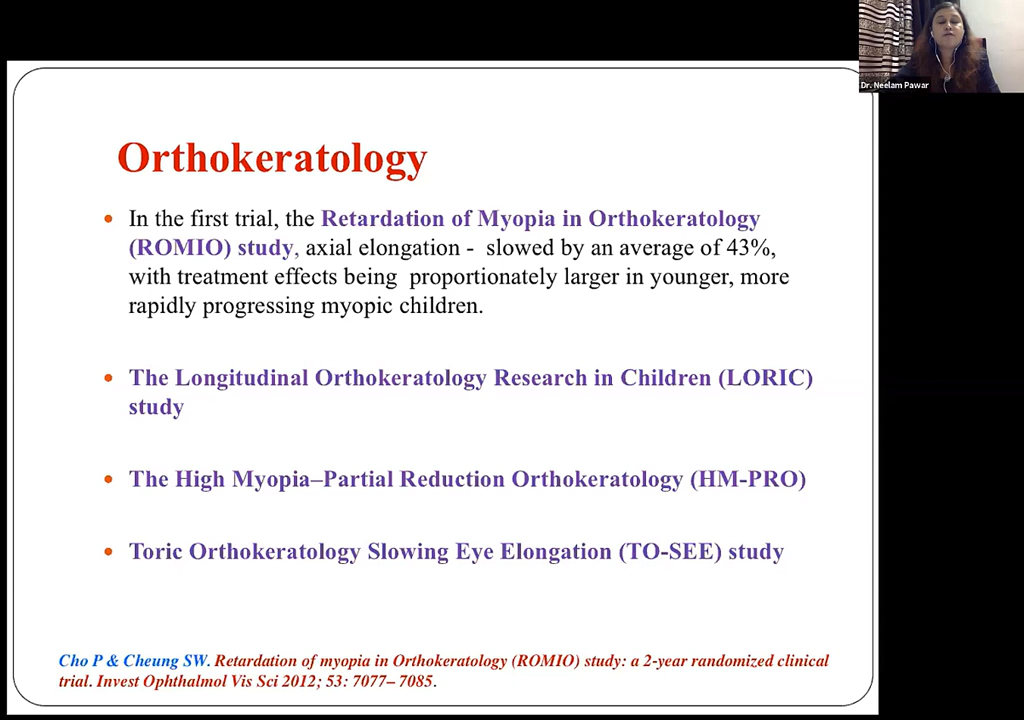 Dr. Neelam Pawar
Orthokeratology
• In the first trial, the Retardation of Myopia in Orthokeratology
(ROMIO) study, axial elongation - slowed by an average of 43%,
with treatment effects being proportionately larger in younger, more
rapidly progressing myopic children.
• The Longitudinal Orthokeratology Research in Children (LORIC)
study
• The High Myopia–Partial Reduction Orthokeratology (HM-PRO)
• Toric Orthokeratology Slowing Eye Elongation (TO-SEE) study
Cho P & Cheung SW. Retardation of myopia in Orthokeratology (ROMIO) study: a 2-year randomized clinical
trial. Invest Ophthalmol Vis Sci 2012; 53: 7077– 7085.